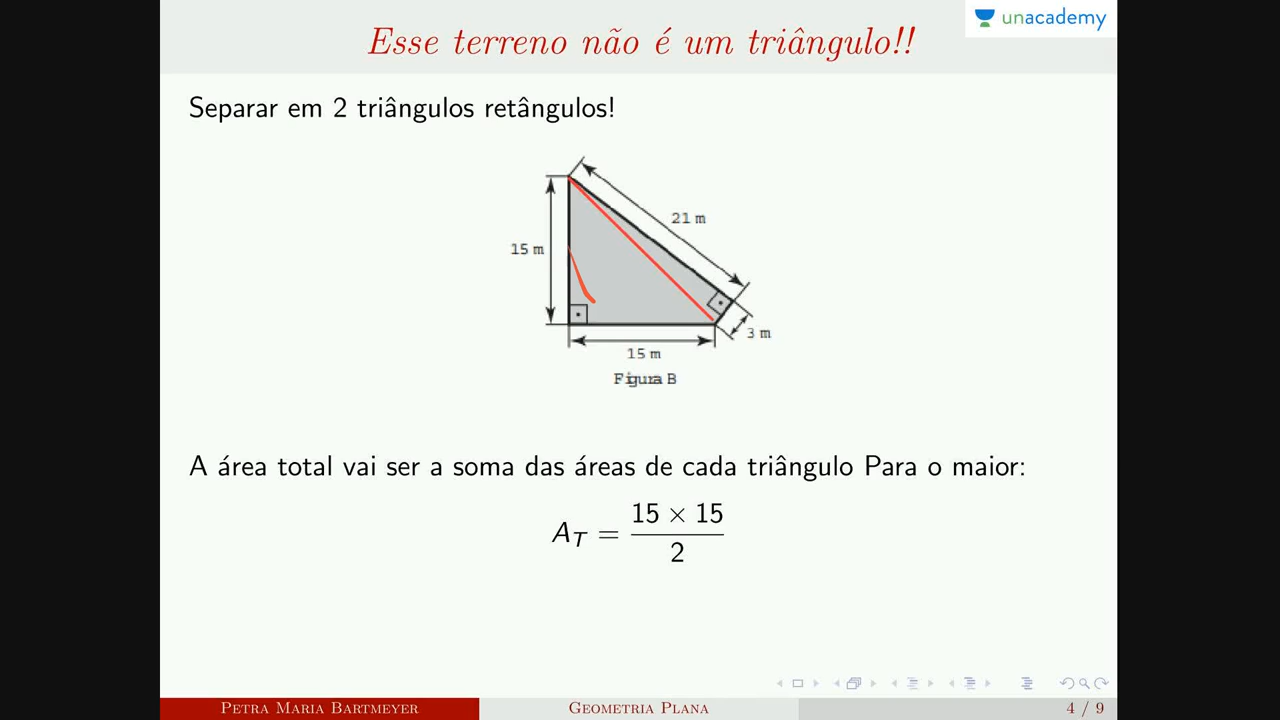 unacademy
Esse terreno não é um triângulo!!
Separar em 2 triângulos retângulos!
21 m
15 m
3 m
15 m
Figura B
A área total vai ser a soma das áreas de cada triângulo Para o maior:
A_T = \frac{15 × 15}{2}
Petra Maria Bartmeyer
Geometria Plana
4 / 9